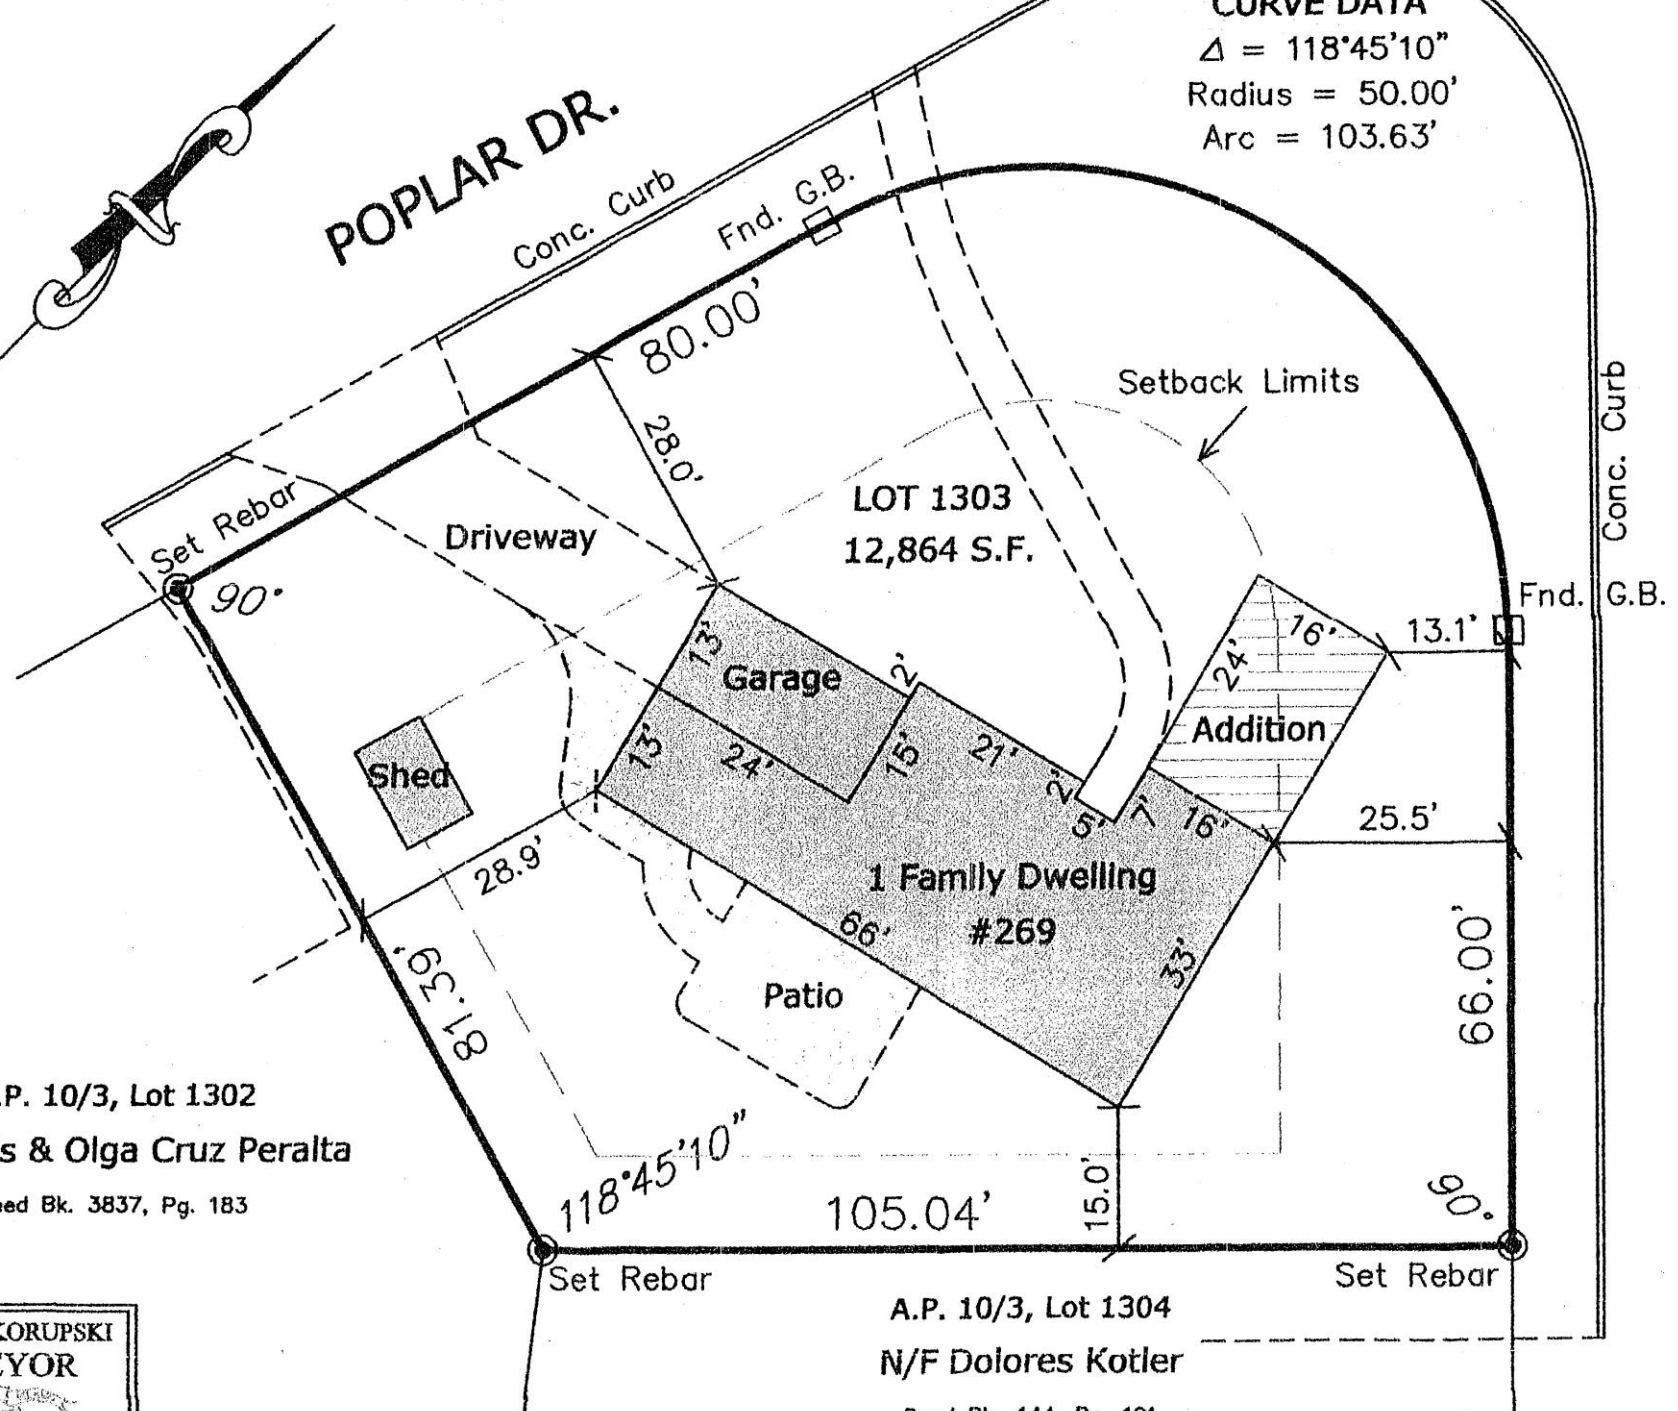 CURVE DATA
Δ = 118°45'10"
Radius = 50.00'
Arc = 103.63'
POPLAR DR.
Conc. Curb
Fnd. G.B.
80.00'
Setback Limits
Conc. Curb
28.0'
LOT 1303
12,864 S.F.
Set Rebar
Driveway
90°
Fnd. G.B.
13.1'
16'
24'
13'
Garage
2'
Addition
13'
24'
15'
21'
2'
5'
7'
16'
Shed
25.5'
28.9'
1 Family Dwelling
#269
66'
33'
Patio
81.39'
66.00'
.P. 10/3, Lot 1302
s & Olga Cruz Peralta
eed Bk. 3837, Pg. 183
118°45'10"
105.04'
15.0'
90°
Set Rebar
Set Rebar
A.P. 10/3, Lot 1304
N/F Dolores Kotler
KORUPSKI
EYOR